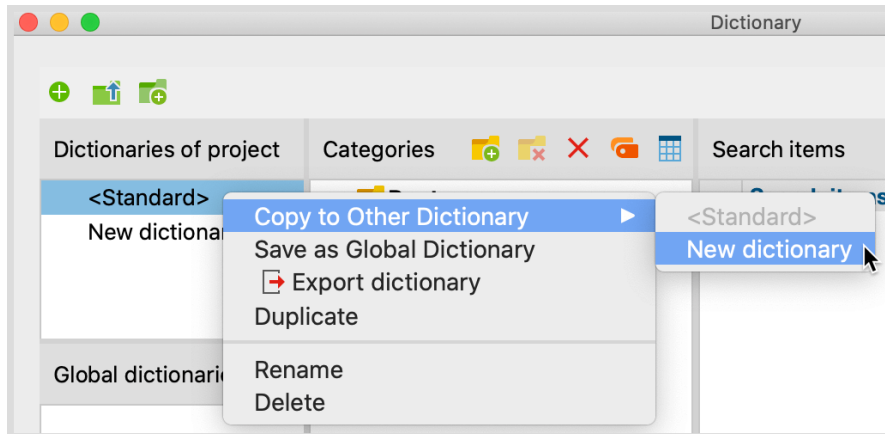 Dictionary
Dictionaries of project
Categories
Search items
<Standard>
New dictionar
Copy to Other Dictionary
Save as Global Dictionary
Export dictionary
Duplicate
Rename
Delete
<Standard>
New dictionary
Global dictionari